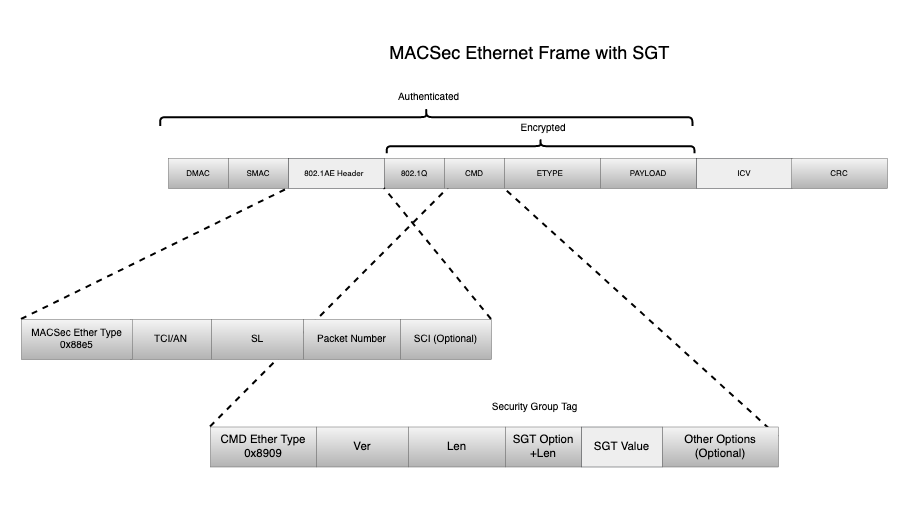 MACSec Ethernet Frame with SGT
Authenticated
Encrypted
DMAC SMAC 802.1AE Header 802.1Q CMD ETYPE PAYLOAD ICV CRC
MACSec Ether Type
0x88e5
TCI/AN SL Packet Number SCI (Optional)
Security Group Tag
CMD Ether Type
0x8909
Ver
Len
SGT Option
+Len
SGT Value
Other Options
(Optional)